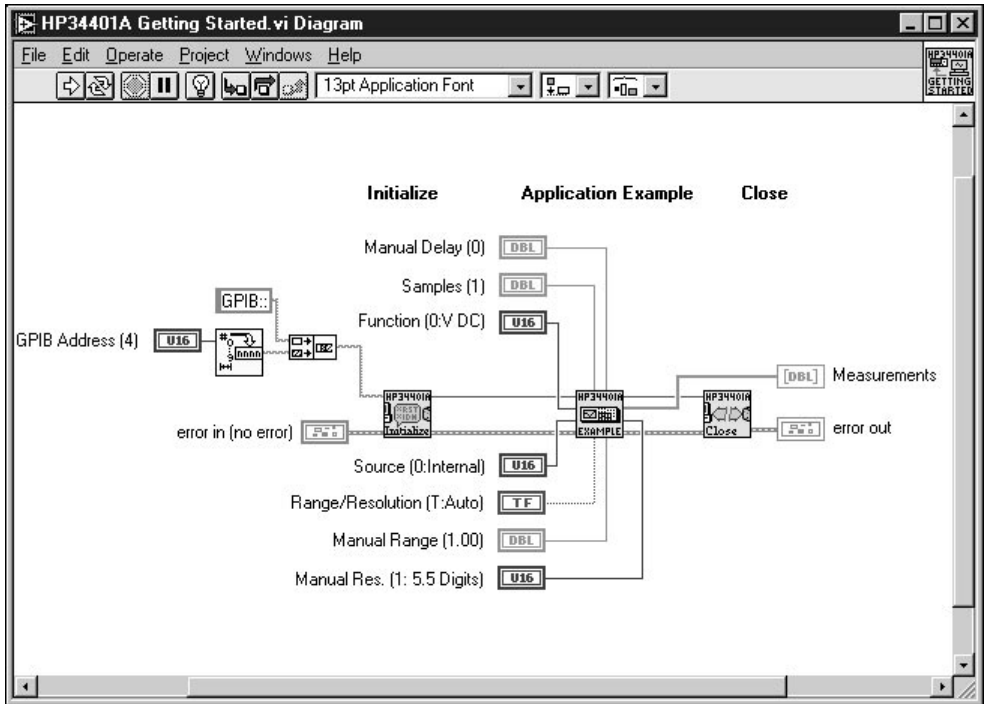 HP34401A Getting Started.vi Diagram
File Edit Operate Project Windows Help
13pt Application Font
HP34401A
GETTING
STARTED
Initialize Application Example Close
Manual Delay (0) DBL
Samples (1) DBL
GPIB::
Function (0:V DC) U16
GPIB Address (4) U16
[DBL] Measurements
HP34401A
Initialize
HP34401A
EXAMPLE
HP34401A
Close
error in (no error)
error out
Source (0:Internal) U16
Range/Resolution (T:Auto) TF
Manual Range (1.00) DBL
Manual Res. (1: 5.5 Digits) U16